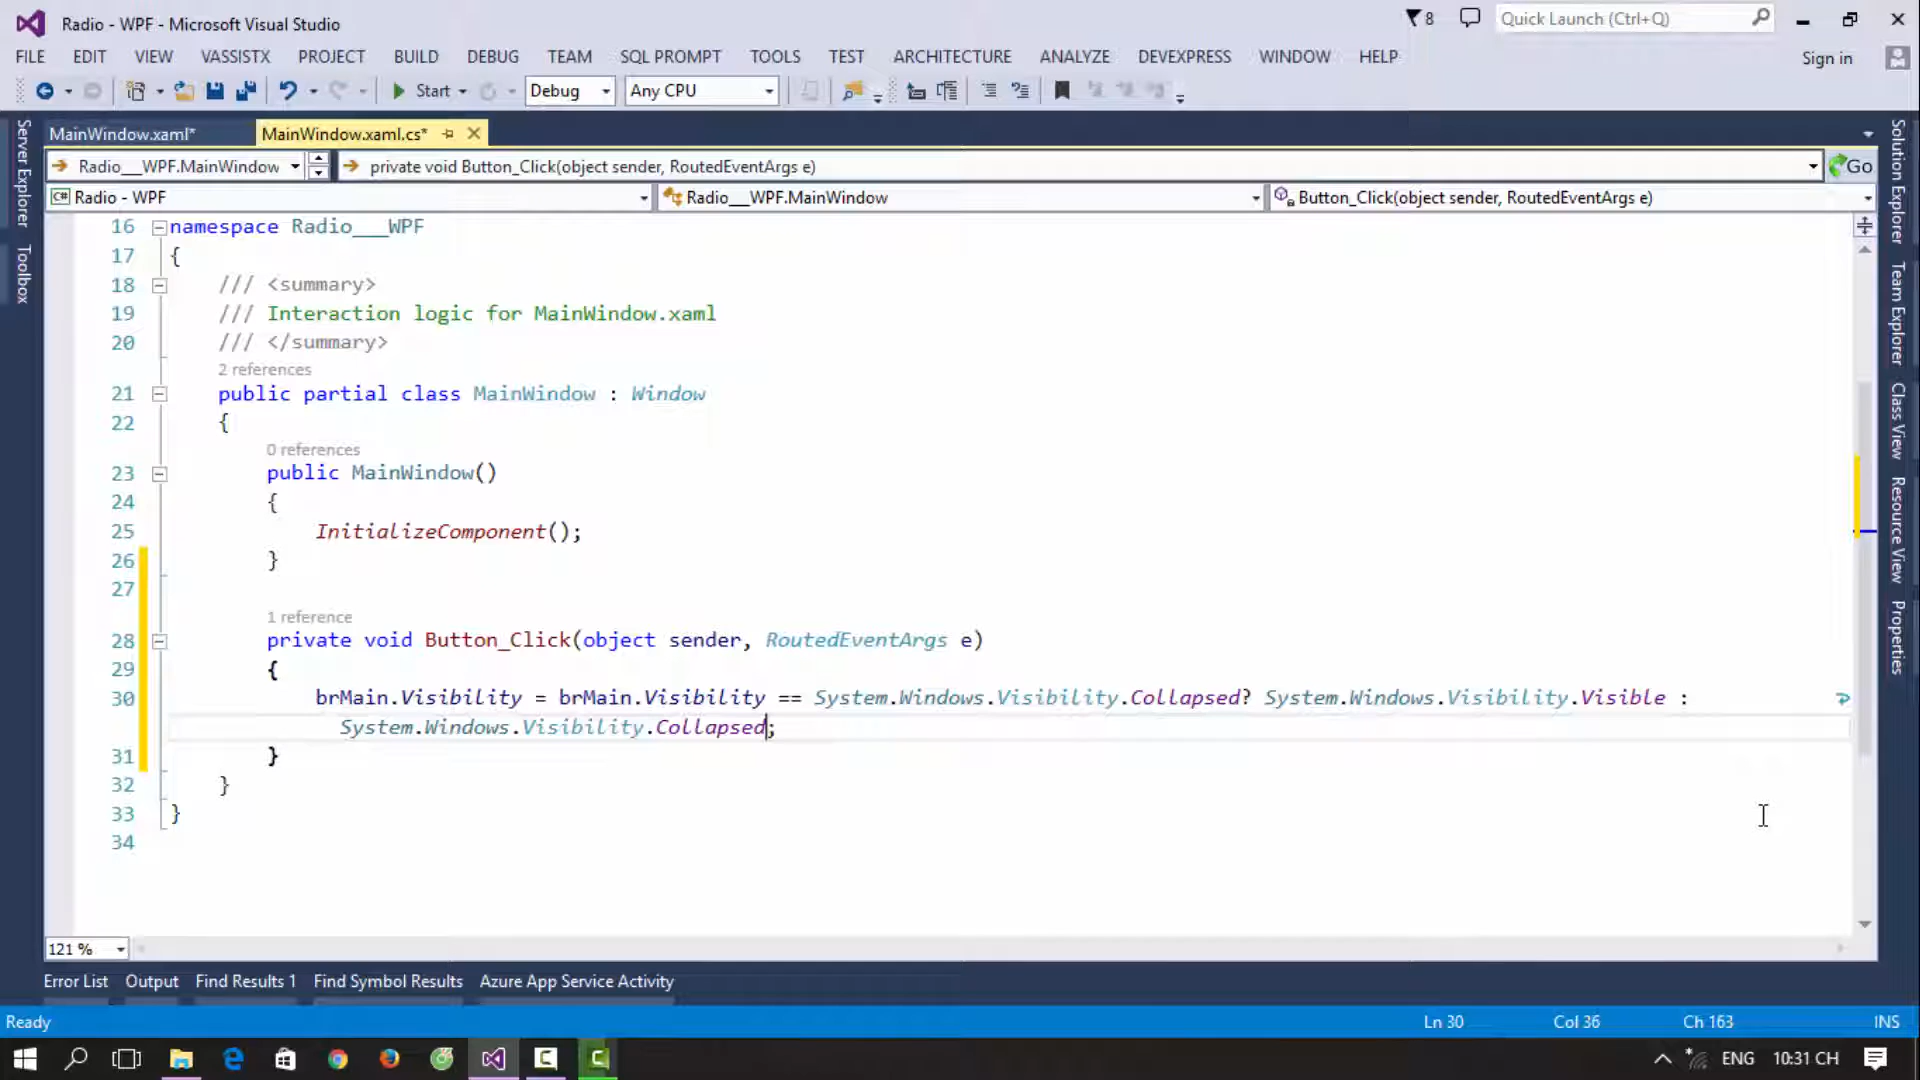 Radio - WPF - Microsoft Visual Studio
8
Quick Launch (Ctrl+Q)
FILE EDIT VIEW VASSISTX PROJECT BUILD DEBUG TEAM SQL PROMPT TOOLS TEST ARCHITECTURE ANALYZE DEVEXPRESS WINDOW HELP
Sign in
Start Debug Any CPU
MainWindow.xaml* MainWindow.xaml.cs*
Radio___WPF.MainWindow private void Button_Click(object sender, RoutedEventArgs e) Go
C# Radio - WPF Radio___WPF.MainWindow Button_Click(object sender, RoutedEventArgs e)
Server Explorer
Toolbox
16 namespace Radio___WPF
17 {
18 /// <summary>
19 /// Interaction logic for MainWindow.xaml
20 /// </summary>
2 references
21 public partial class MainWindow : Window
22 {
0 references
23 public MainWindow()
24 {
25 InitializeComponent();
26 }
27
1 reference
28 private void Button_Click(object sender, RoutedEventArgs e)
29 {
30 brMain.Visibility = brMain.Visibility == System.Windows.Visibility.Collapsed? System.Windows.Visibility.Visible :
System.Windows.Visibility.Collapsed;
31 }
32 }
33 }
34
Solution Explorer
Team Explorer
Class View
Resource View
Properties
121 %
Error List Output Find Results 1 Find Symbol Results Azure App Service Activity
Ready Ln 30 Col 36 Ch 163 INS
ENG 10:31 CH